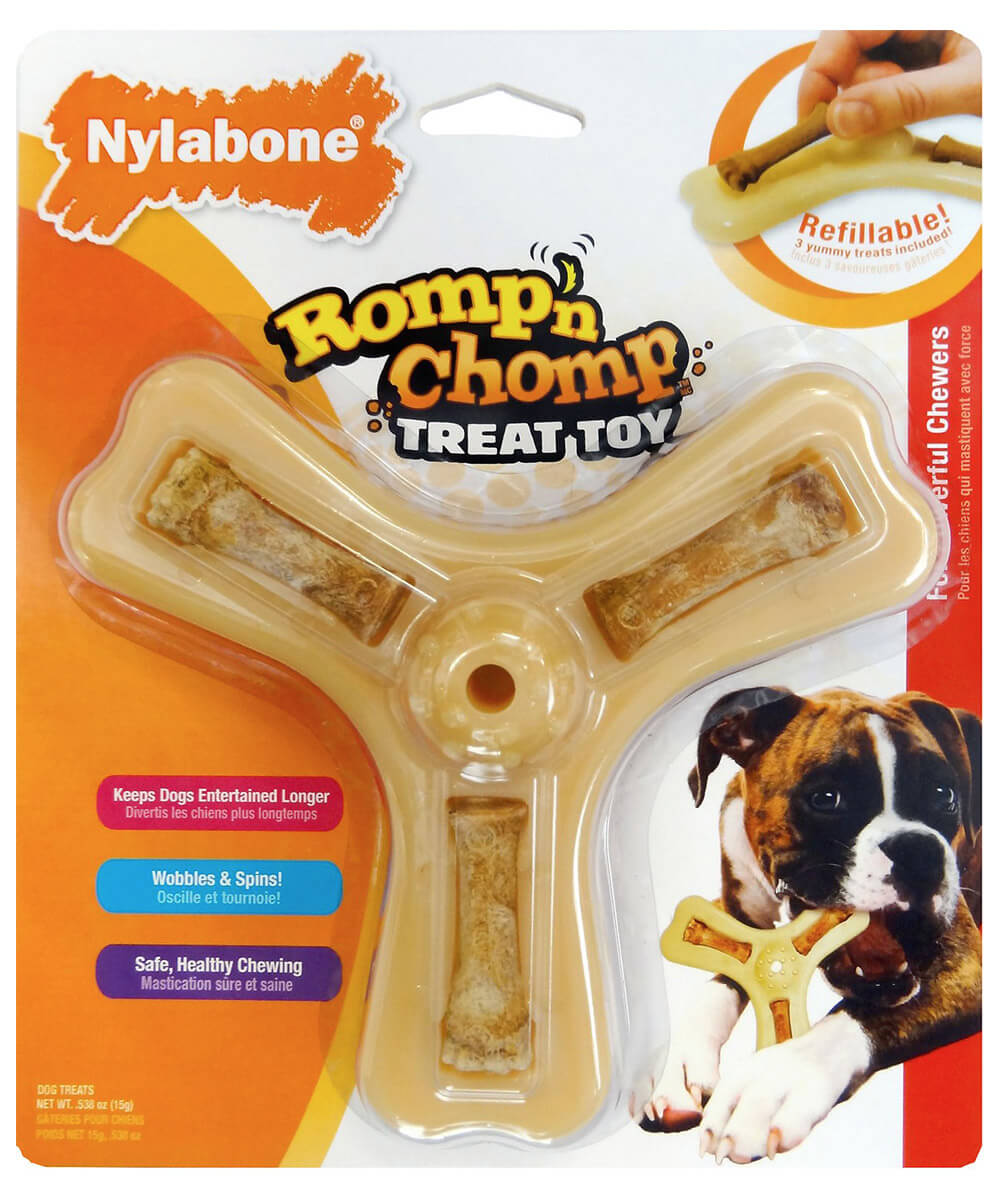 Nylabone®
Refillable!
3 yummy treats included!
Inclus 3 savoureuses gâteries!
Romp'n
Chomp
TM
MC
TREAT TOY
Powerful Chewers
Pour les chiens qui mastiquent avec force
Keeps Dogs Entertained Longer
Divertis les chiens plus longtemps
Wobbles & Spins!
Oscille et tournoie!
Safe, Healthy Chewing
Mastication sûre et saine
DOG TREATS
NET WT. .538 oz (15g)
GÂTERIES POUR CHIENS
POIDS NET 15g, .538 oz